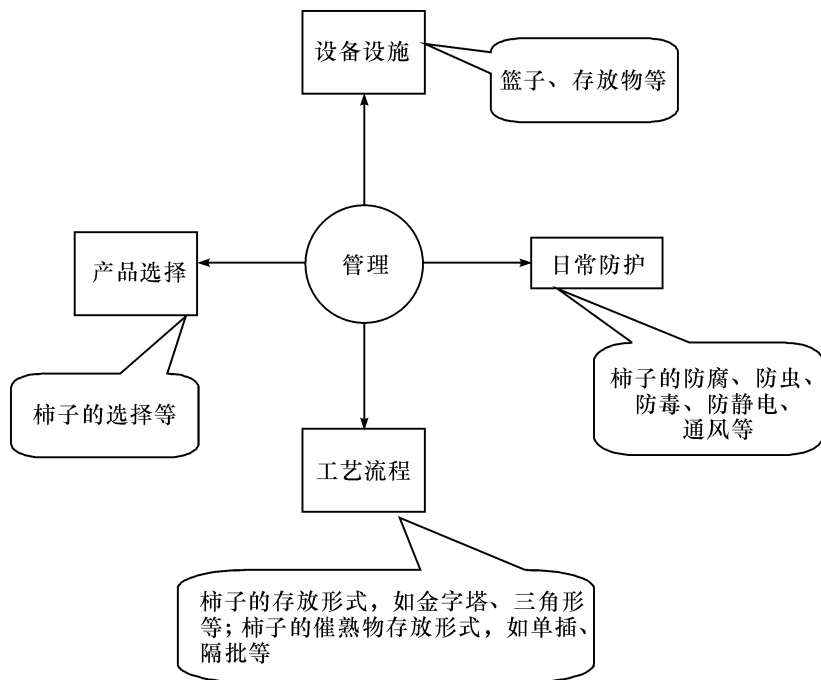 设备设施
篮子、存放物等
管理
产品选择
日常防护
柿子的选择等
柿子的防腐、防虫、
防毒、防静电、
通风等
工艺流程
柿子的存放形式，如金字塔、三角形
等；柿子的催熟物存放形式，如单插、
隔批等